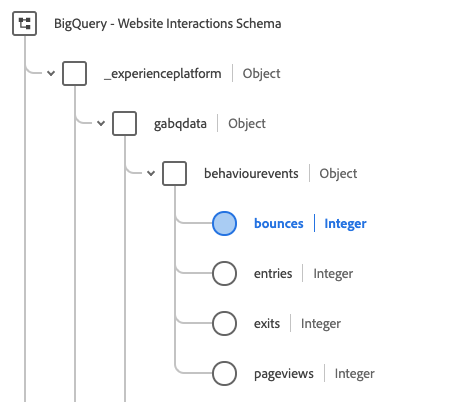 BigQuery - Website Interactions Schema
_experienceplatform Object
gabqdata Object
behaviourevents Object
bounces Integer
entries Integer
exits Integer
pageviews Integer